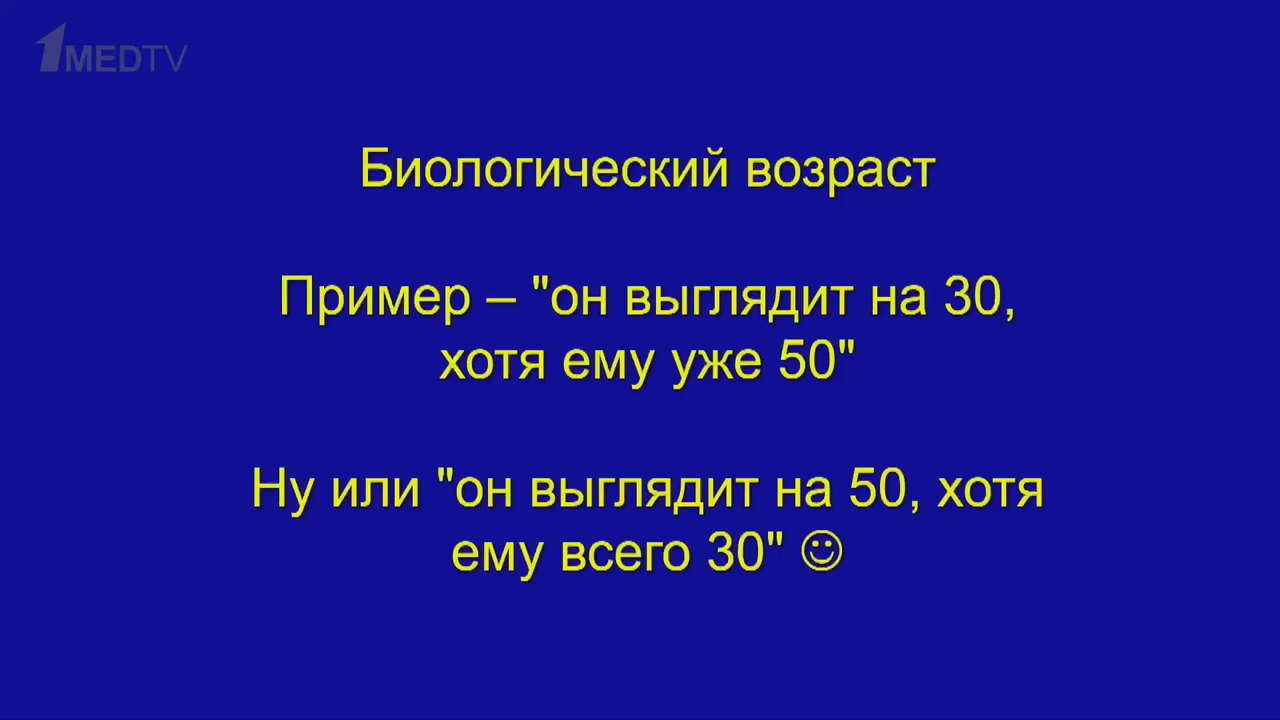 1MEDTV
Биологический возраст
Пример – "он выглядит на 30,
хотя ему уже 50"
Ну или "он выглядит на 50, хотя
ему всего 30" ☺